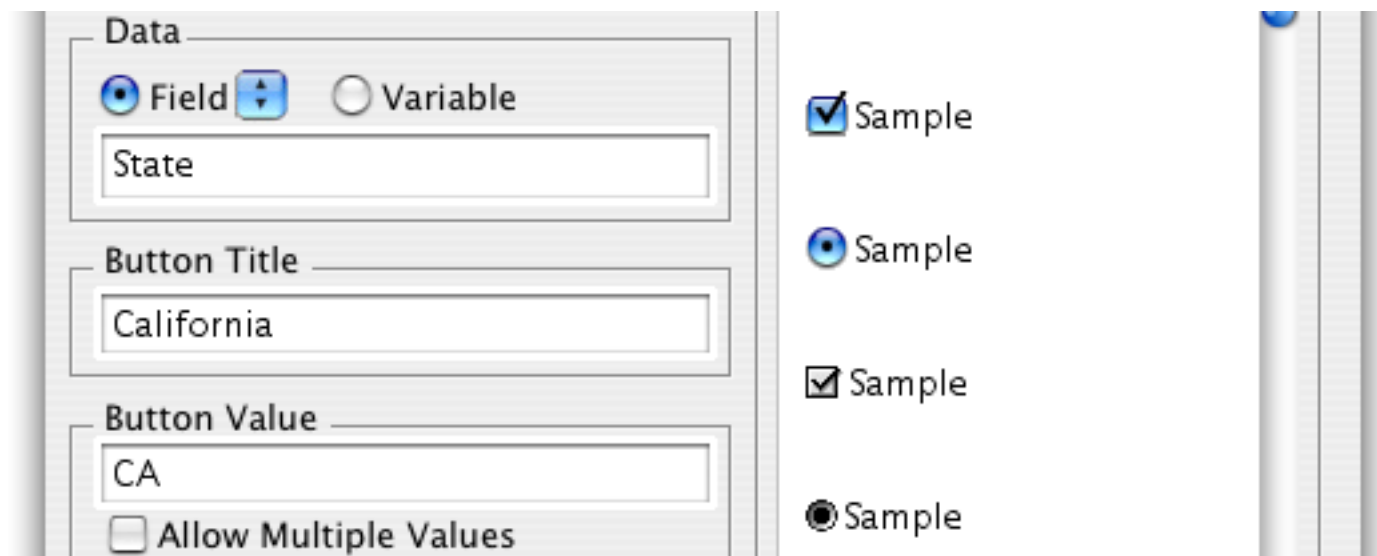 Data
Field Variable
State
Button Title
California
Button Value
CA
Allow Multiple Values
Sample
Sample
Sample
Sample